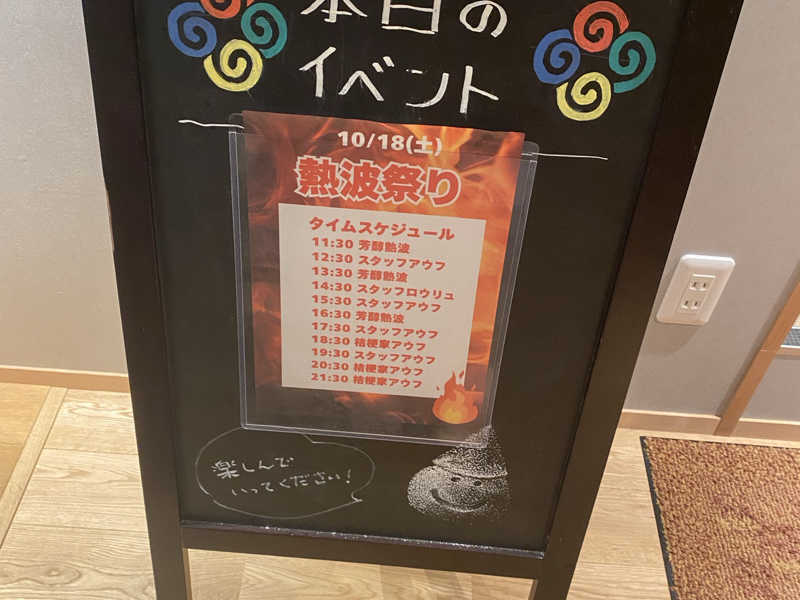 本日の
イベント
10/18(土)
熱波祭り
タイムスケジュール
11:30 芳醇熱波
12:30 スタッフアウフ
13:30 芳醇熱波
14:30 スタッフロウリュ
15:30 スタッフアウフ
16:30 芳醇熱波
17:30 スタッフアウフ
18:30 桔梗家アウフ
19:30 スタッフアウフ
20:30 桔梗家アウフ
21:30 桔梗家アウフ
楽しんで
いってください!